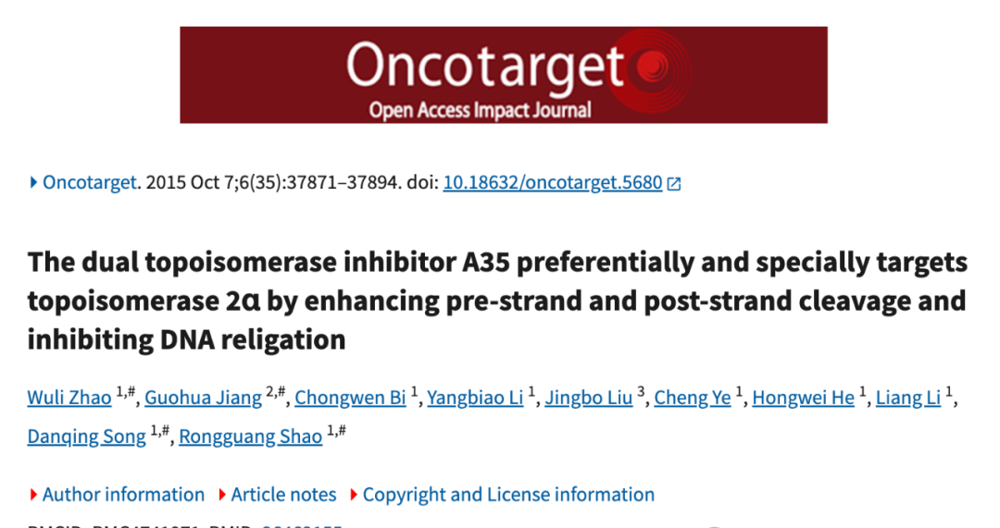 Oncotarget
Open Access Impact Journal
Oncotarget. 2015 Oct 7;6(35):37871–37894. doi: 10.18632/oncotarget.5680
The dual topoisomerase inhibitor A35 preferentially and specially targets
topoisomerase 2α by enhancing pre-strand and post-strand cleavage and
inhibiting DNA religation
Wuli Zhao 1,#, Guohua Jiang 2,#, Chongwen Bi 1, Yangbiao Li 1, Jingbo Liu 3, Cheng Ye 1, Hongwei He 1, Liang Li 1,
Danqing Song 1,#, Rongguang Shao 1,#
Author information Article notes Copyright and License information